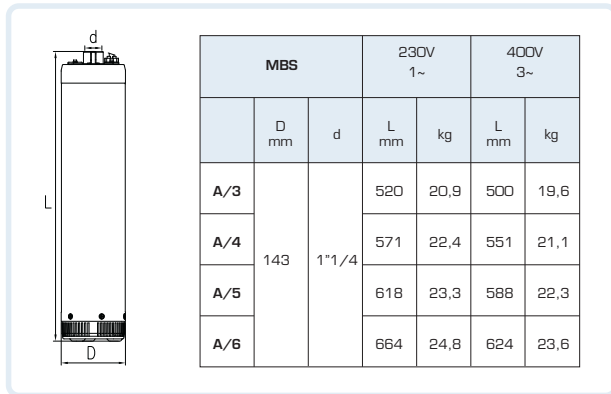 d
L
D
MBS 230V 400V
1~ 3~
D d L kg L kg
mm mm mm
A/3 520 20,9 500 19,6
A/4 571 22,4 551 21,1
143 1"1/4
A/5 618 23,3 588 22,3
A/6 664 24,8 624 23,6